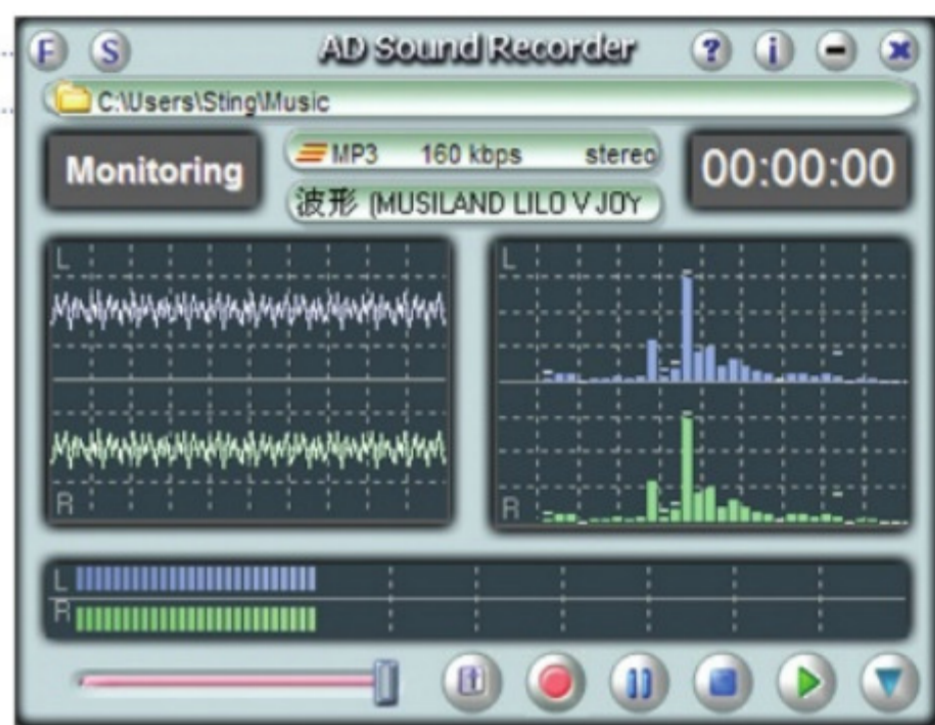 F S AD Sound Recorder ? i
C:\Users\Sting\Music
Monitoring
MP3 160 kbps stereo
波形 (MUSILAND LILO V JOY
00:00:00
L
R
L
R
L
R